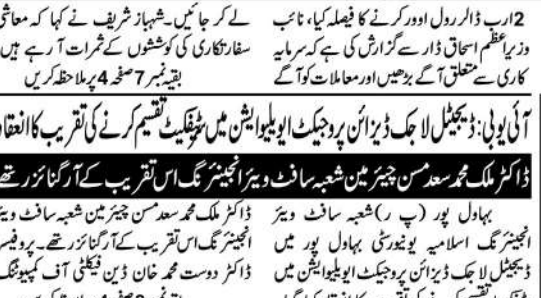 2ارب ڈالر رول اوور کرنے کا فیصلہ کیا، نائب
وزیراعظم اسحاق ڈار سے گزارش کی ہے کہ سرمایہ
کاری سے متعلق آگے بڑھیں اور معاملات کو آگے
لے کر جائیں۔ شہباز شریف نے کہا کہ معاشی
سفارتکاری کی کوششوں کے ثمرات آ رہے ہیں
بقیہ نمبر 7 صفحہ 4 پر ملاحظہ کریں
آئی یو بی: ڈیجیٹل لاجک ڈیزائن پروجیکٹ ایویلیوایشن میں سرٹیفکیٹ تقسیم کرنے کی تقریب کا انعقاد
ڈاکٹر ملک محمد سعد مسن چیئرمین شعبہ سافٹ ویئر انجینئرنگ اس تقریب کے آرگنائزر تھے
بہاول پور (پ ر) شعبہ سافٹ ویئر
انجینئرنگ اسلامیہ یونیورسٹی بہاول پور میں
ڈیجیٹل لاجک ڈیزائن پروجیکٹ ایویلیوایشن میں
ڈاکٹر ملک محمد سعد مسن چیئرمین شعبہ سافٹ ویئر
انجینئرنگ اس تقریب کے آرگنائزر تھے۔ پروفیسر
ڈاکٹر دوست محمد خان ڈین فیکلٹی آف کمپیوٹنگ